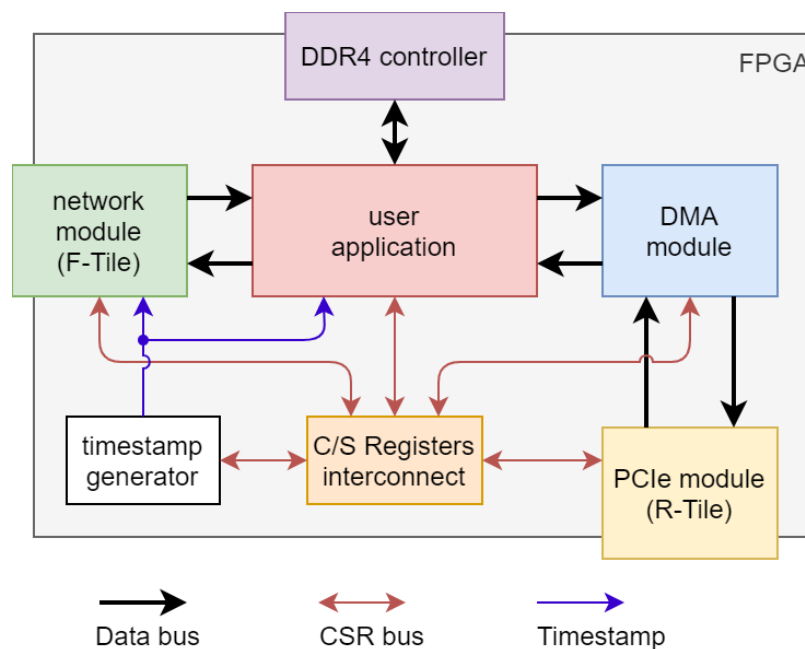 DDR4 controller
FPGA
network
module
(F-Tile)
user
application
DMA
module
timestamp
generator
C/S Registers
interconnect
PCIe module
(R-Tile)
Data bus
CSR bus
Timestamp